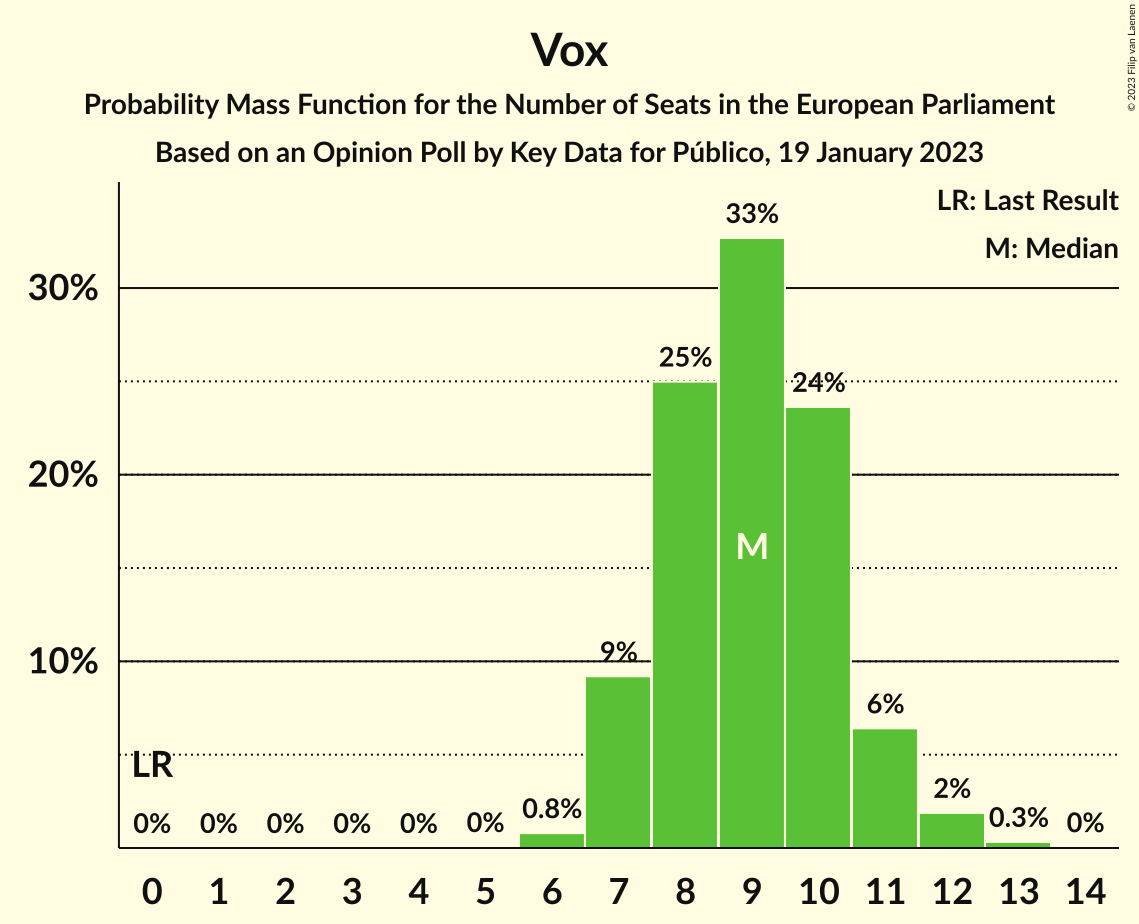 Vox
Probability Mass Function for the Number of Seats in the European Parliament
Based on an Opinion Poll by Key Data for Público, 19 January 2023
© 2023 Filip van Laenen
LR: Last Result
M: Median
30%
20%
10%
33%
25%
24%
M
9%
6%
LR
2%
0% 0% 0% 0% 0% 0% 0.8% 0.3% 0%
0 1 2 3 4 5 6 7 8 9 10 11 12 13 14